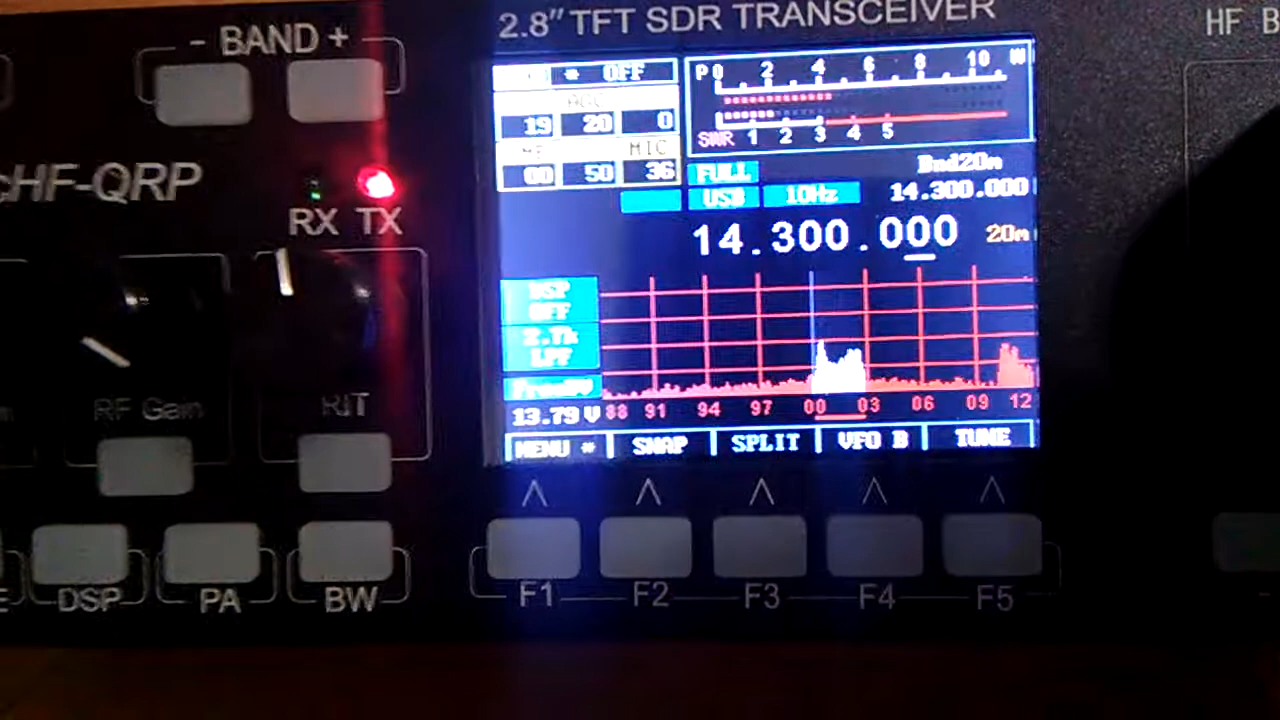 2.8" TFT SDR TRANSCEIVER
HF B
- BAND +
OFF
P 0 2 4 6 8 10 W
AGC
19 20 0
SWR 1 2 3 4 5
MIC
00 50 36
cHF-QRP
FULL
Bnd20m
USB 10Hz 14.300.000
RX TX
14.300.000 20m
DSP
OFF
2.7k
LPF
RF Gain
RIT
88 91 94 97 00 03 06 09 12
13.79 V
MENU * SNAP SPLIT VFO B TUNE
^ ^ ^ ^ ^
E DSP PA BW
F1 F2 F3 F4 F5